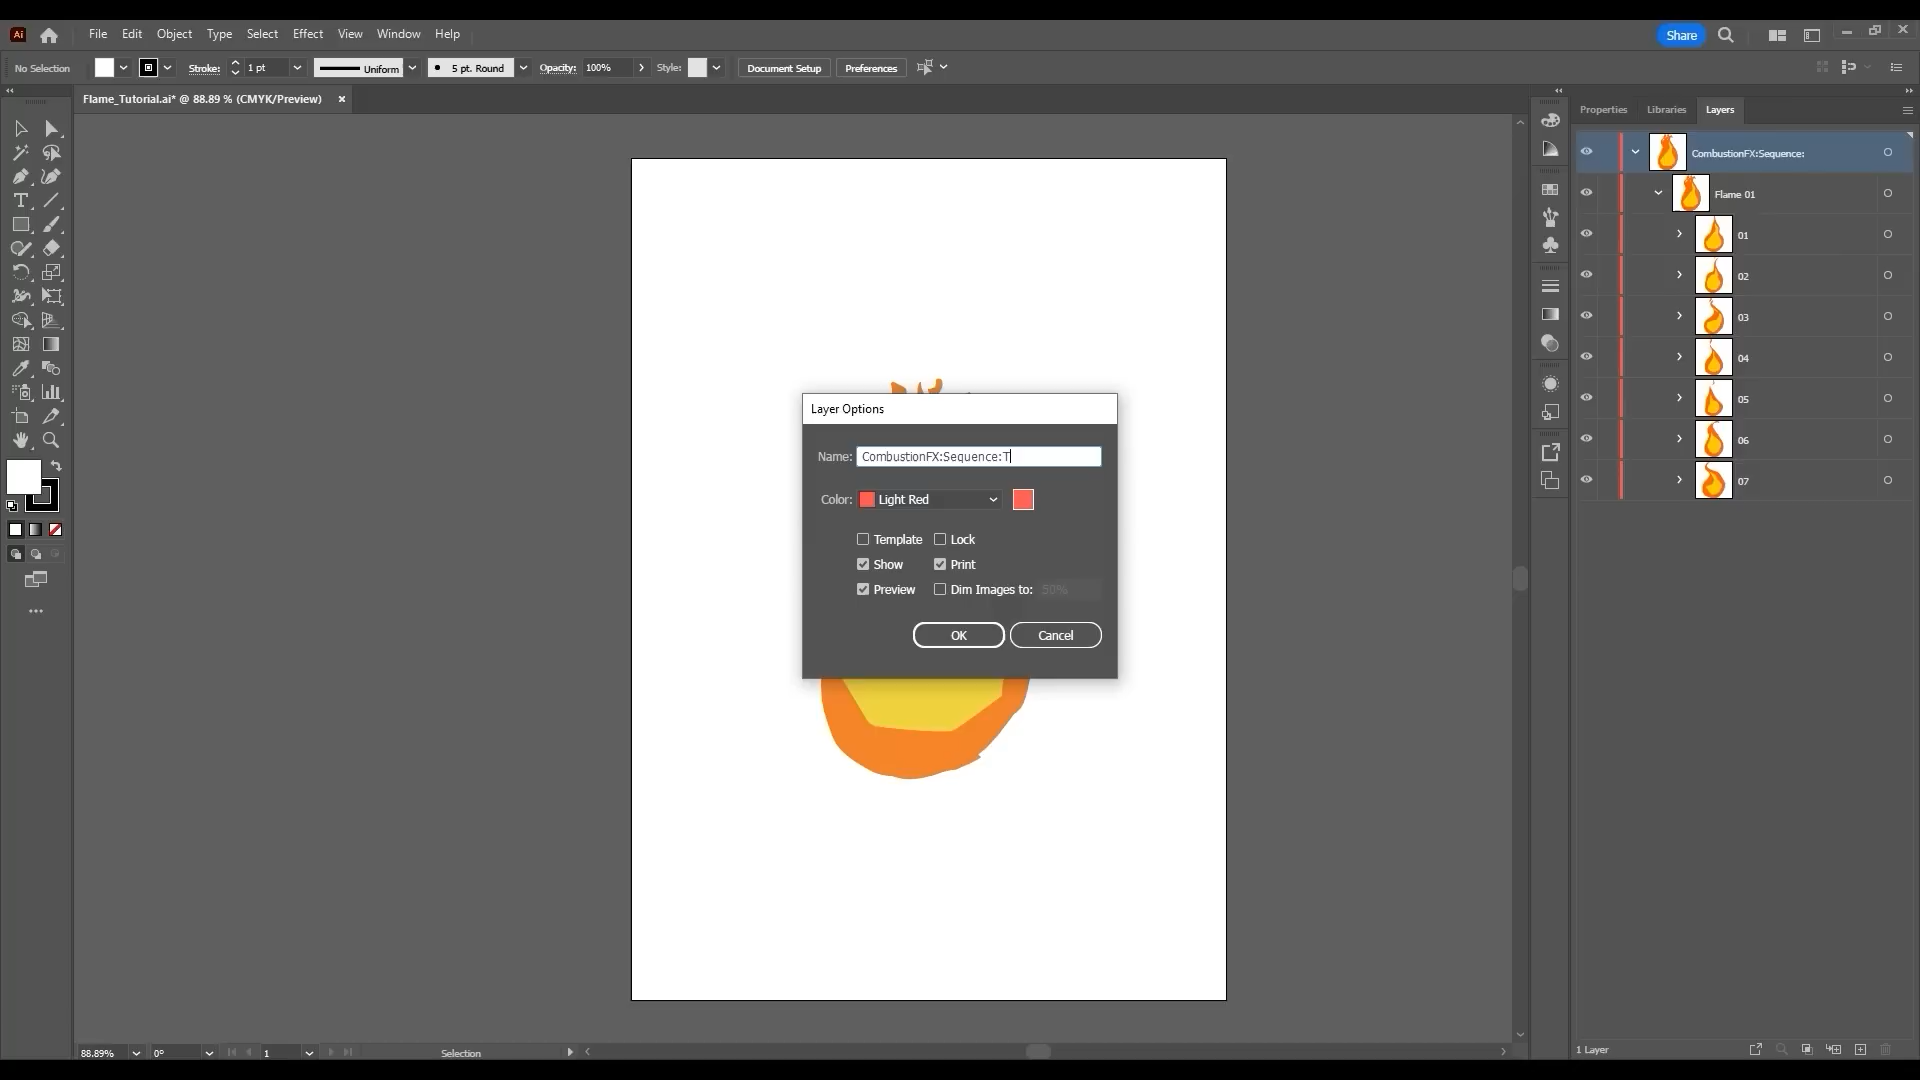 Ai
File Edit Object Type Select Effect View Window Help
Share
No Selection
Stroke: 1 pt
Uniform
5 pt. Round
Opacity: 100%
Style:
Document Setup
Preferences
Flame_Tutorial.ai* @ 88.89 % (CMYK/Preview)
Properties Libraries Layers
CombustionFX:Sequence:
Flame 01
01
02
03
04
05
06
07
Layer Options
Name: CombustionFX:Sequence:T
Color: Light Red
Template Lock
Show Print
Preview Dim Images to: 50%
OK Cancel
88.89% 0° 1 Selection
1 Layer